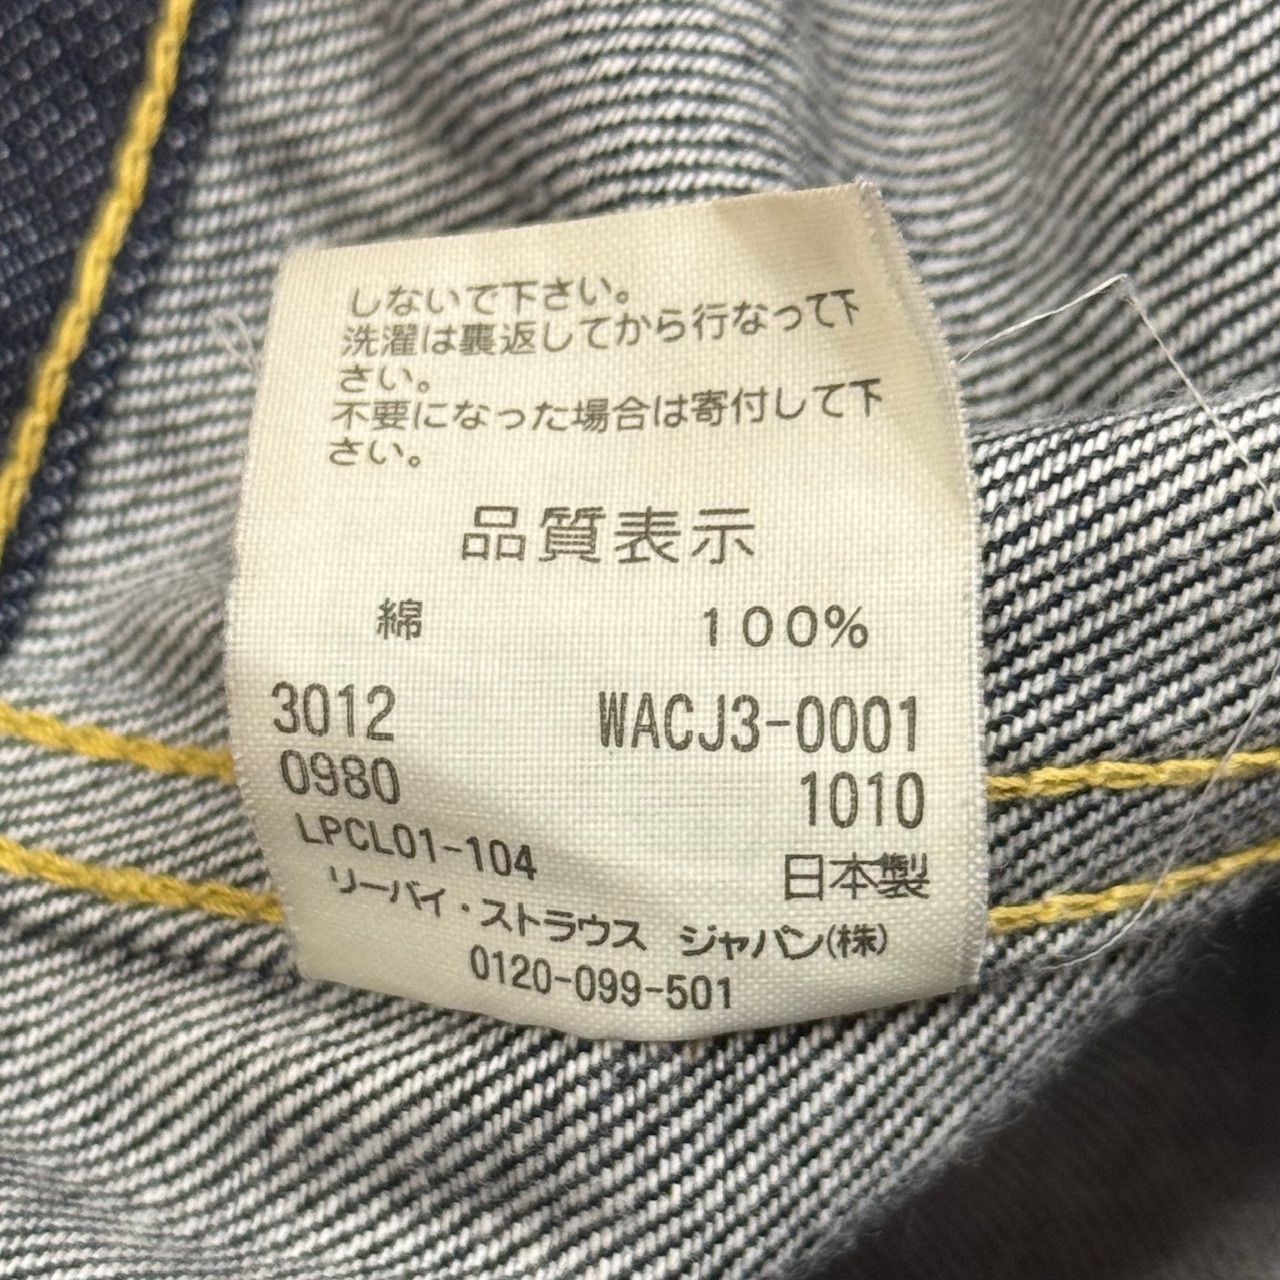 しないで下さい。
洗濯は裏返してから行なって下
さい。
不要になった場合は寄付して下
さい。
品質表示
綿 100%
3012 WACJ3-0001
0980 1010
LPCL01-104 日本製
リーバイ・ストラウス ジャパン(株)
0120-099-501